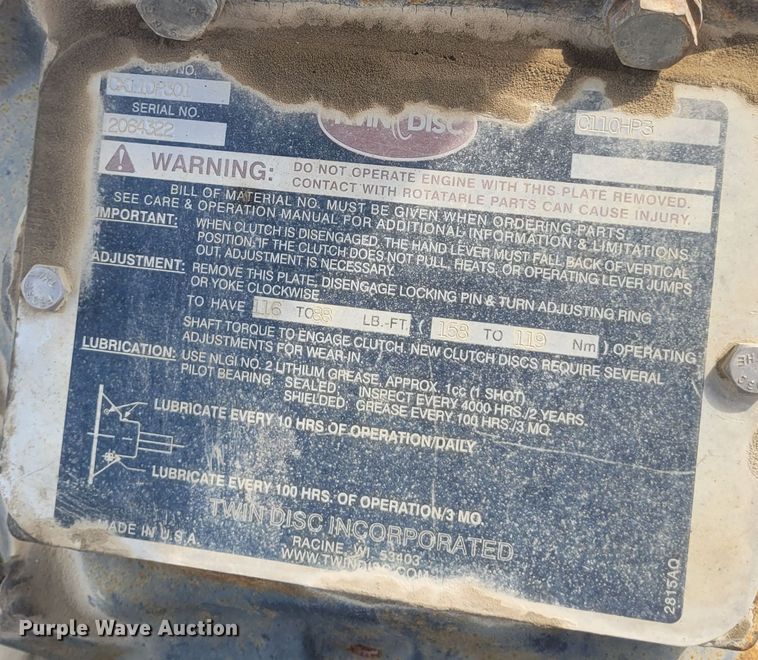 NO.
SERIAL NO.
2064322
TWIN DISC
C110HP3
WARNING: DO NOT OPERATE ENGINE WITH THIS PLATE REMOVED.
CONTACT WITH ROTATABLE PARTS CAN CAUSE INJURY.
BILL OF MATERIAL NO. MUST BE GIVEN WHEN ORDERING PARTS.
SEE CARE & OPERATION MANUAL FOR ADDITIONAL INFORMATION & LIMITATIONS.
IMPORTANT: WHEN CLUTCH IS DISENGAGED, THE HAND LEVER MUST FALL BACK OF VERTICAL
POSITION. IF THE CLUTCH DOES NOT PULL, HEATS, OR OPERATING LEVER JUMPS
OUT, ADJUSTMENT IS NECESSARY.
ADJUSTMENT: REMOVE THIS PLATE, DISENGAGE LOCKING PIN & TURN ADJUSTING RING
OR YOKE CLOCKWISE
TO HAVE 116 TO 88 LB.-FT. ( 158 TO 119 Nm ) OPERATING
SHAFT TORQUE TO ENGAGE CLUTCH. NEW CLUTCH DISCS REQUIRE SEVERAL
ADJUSTMENTS FOR WEAR-IN.
LUBRICATION: USE NLGI NO. 2 LITHIUM GREASE, APPROX. 1cc (1 SHOT)
PILOT BEARING: SEALED: INSPECT EVERY 4000 HRS./2 YEARS.
SHIELDED: GREASE EVERY 100 HRS./3 MO.
LUBRICATE EVERY 10 HRS OF OPERATION/DAILY
LUBRICATE EVERY 100 HRS. OF OPERATION/3 MO.
TWIN DISC INCORPORATED
MADE IN U.S.A.
RACINE, WI 53403
WWW.TWINDISC.COM
2815AQ
Purple Wave Auction